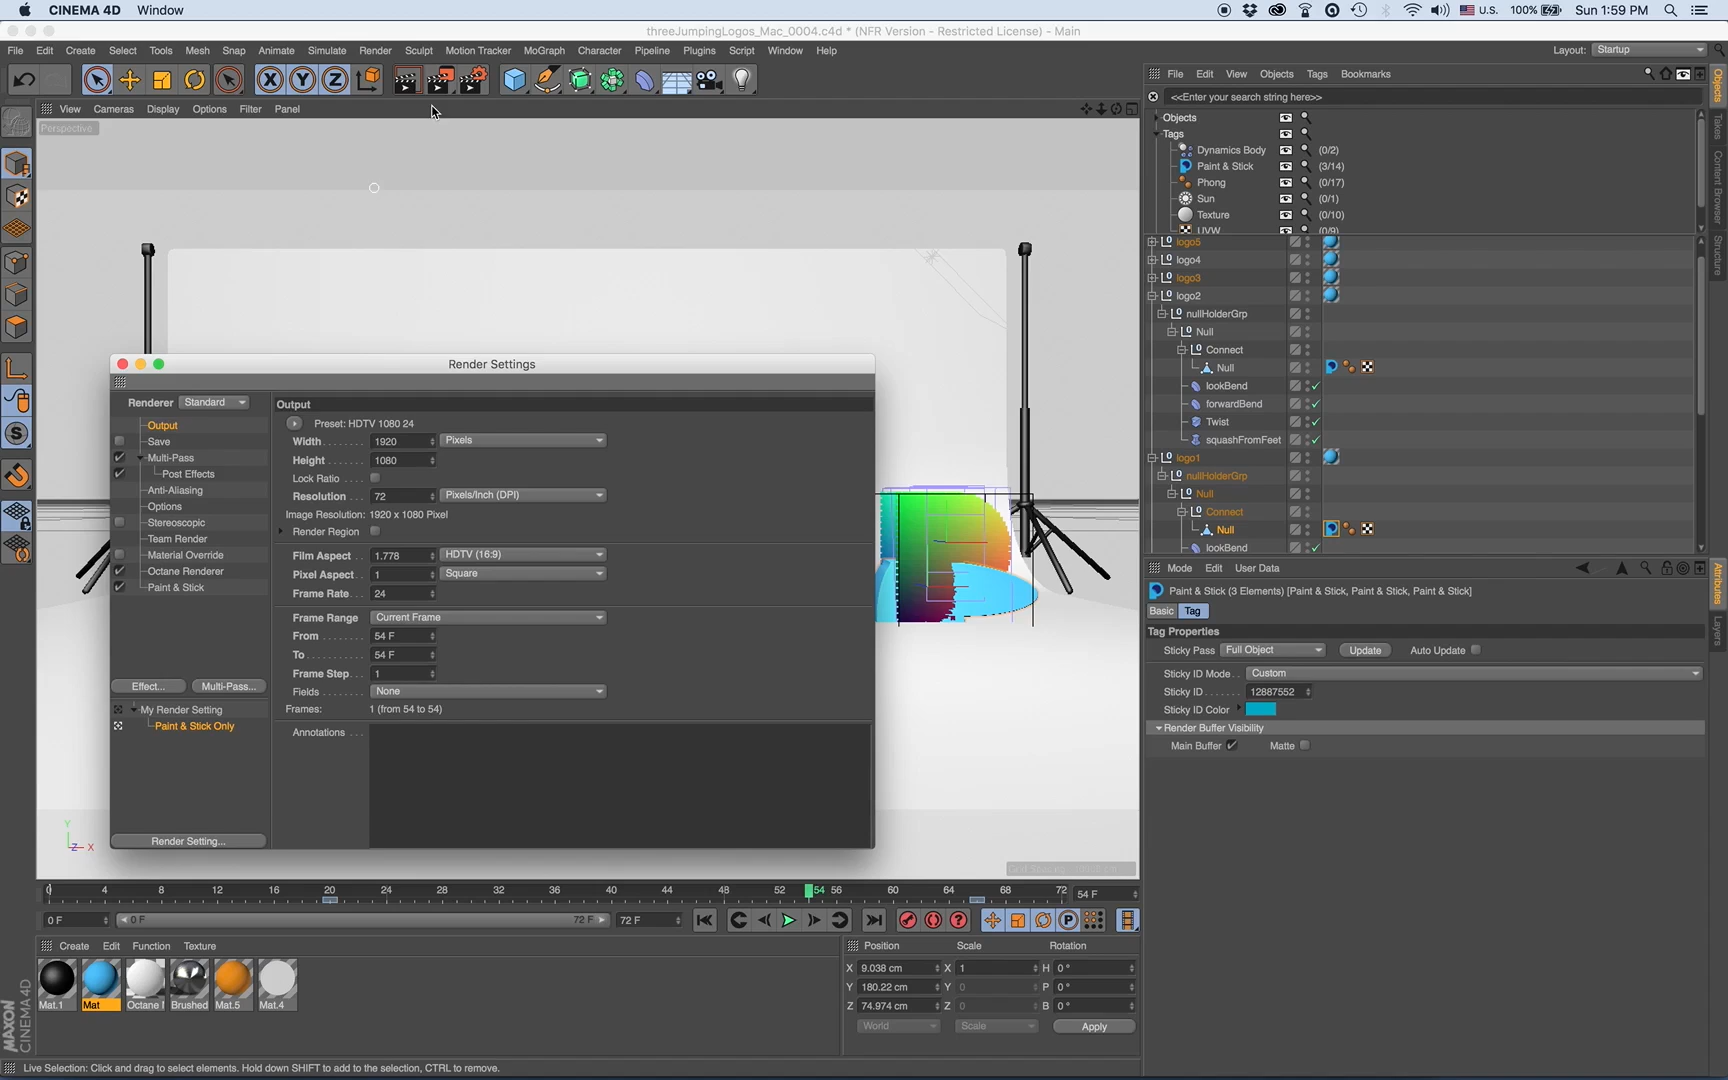 CINEMA 4D Window
U.S. 100% Sun 1:59 PM
threeJumpingLogos_Mac_0004.c4d * (NFR Version - Restricted License) - Main
File Edit Create Select Tools Mesh Snap Animate Simulate Render Sculpt Motion Tracker MoGraph Character Pipeline Plugins Script Window Help
Layout: Startup
File Edit View Objects Tags Bookmarks
<<Enter your search string here>>
View Cameras Display Options Filter Panel
Perspective
Objects
Tags
Dynamics Body (0/2)
Paint & Stick (3/14)
Phong (0/17)
Sun (0/1)
Texture (0/10)
UVW (0/9)
logo5
logo4
logo3
logo2
nullHolderGrp
Null
Connect
Null
lookBend
forwardBend
Twist
squashFromFeet
logo1
nullHolderGrp
Null
Connect
Null
lookBend
Objects
Takes
Content Browser
Structure
Render Settings
Renderer Standard
Output
Save
Multi-Pass
Post Effects
Anti-Aliasing
Options
Stereoscopic
Team Render
Material Override
Octane Renderer
Paint & Stick
Effect... Multi-Pass...
My Render Setting
Paint & Stick Only
Render Setting...
Output
Preset: HDTV 1080 24
Width 1920 Pixels
Height 1080
Lock Ratio
Resolution 72 Pixels/Inch (DPI)
Image Resolution: 1920 x 1080 Pixel
Render Region
Film Aspect 1.778 HDTV (16:9)
Pixel Aspect 1 Square
Frame Rate 24
Frame Range Current Frame
From 54 F
To 54 F
Frame Step 1
Fields None
Frames: 1 (from 54 to 54)
Annotations
Mode Edit User Data
Paint & Stick (3 Elements) [Paint & Stick, Paint & Stick, Paint & Stick]
Basic Tag
Tag Properties
Sticky Pass Full Object Update Auto Update
Sticky ID Mode Custom
Sticky ID 12887552
Sticky ID Color
Render Buffer Visibility
Main Buffer Matte
Attributes
Layers
Y
Z X
0 4 8 12 16 20 24 28 32 36 40 44 48 52 54 56 60 64 68 72 54 F
0 F 0 F 72 F 72 F
Create Edit Function Texture
Mat.1 Mat Octane Brushed Mat.5 Mat.4
Position Scale Rotation
X 9.038 cm X 1 H 0 °
Y 180.22 cm Y 0 P 0 °
Z 74.974 cm Z 0 B 0 °
World Scale Apply
MAXON
CINEMA 4D
Live Selection: Click and drag to select elements. Hold down SHIFT to add to the selection, CTRL to remove.